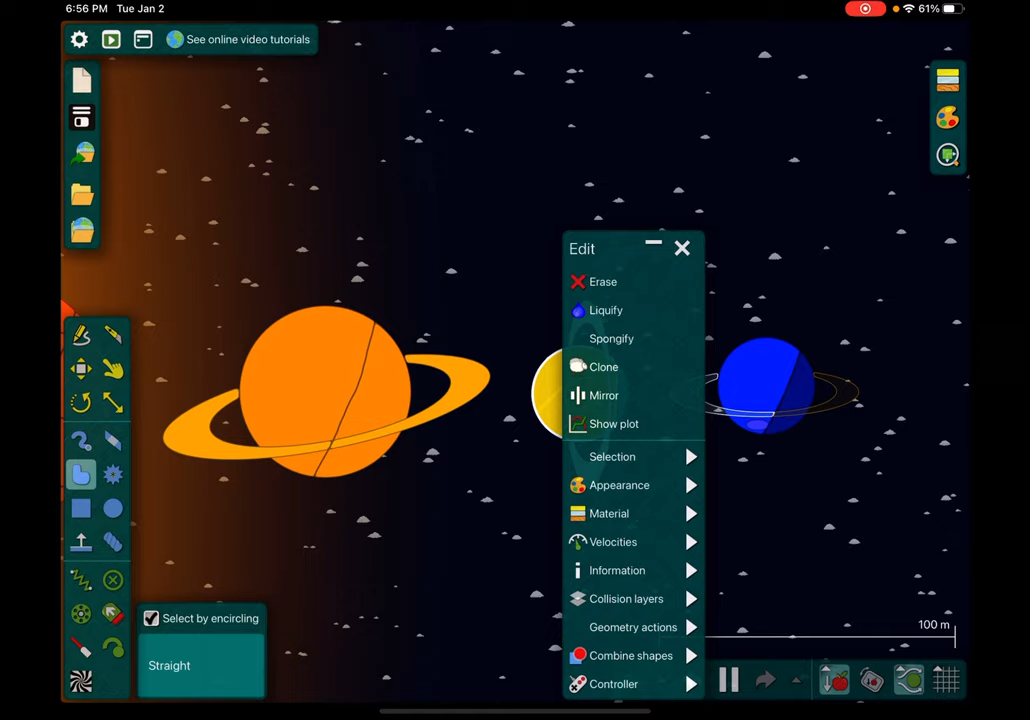 6:56 PM Tue Jan 2
61%
See online video tutorials
Edit
Erase
Liquify
Spongify
Clone
Mirror
Show plot
Selection
Appearance
Material
Velocities
Information
Collision layers
Geometry actions
Combine shapes
Controller
Select by encircling
Straight
100 m